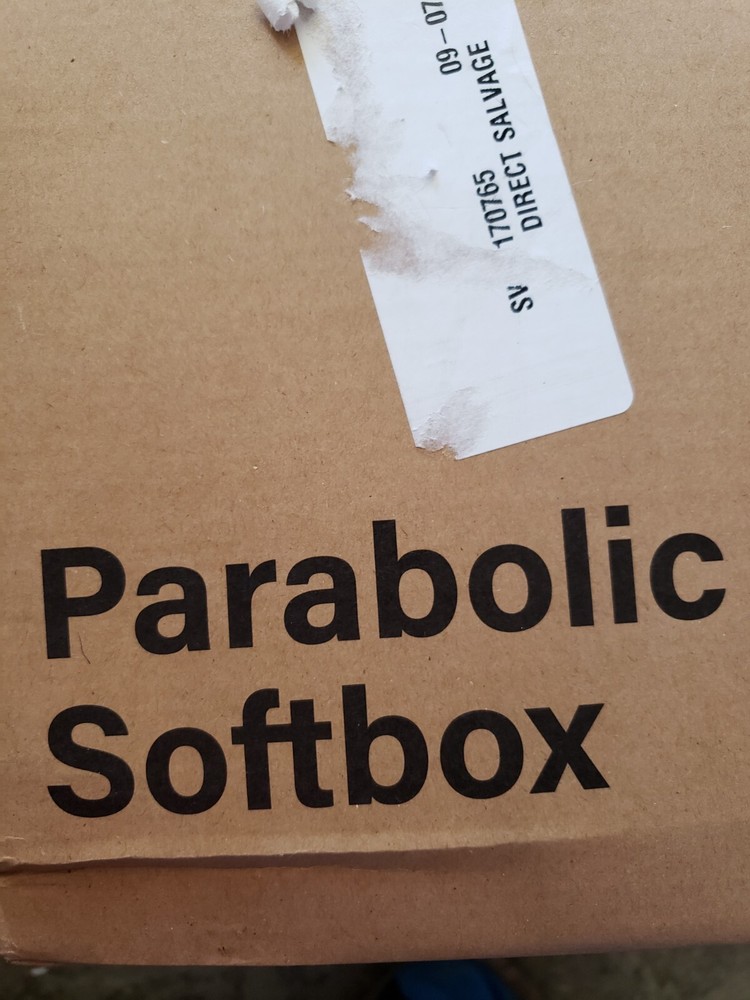 09-07
SV 170765
DIRECT SALVAGE
Parabolic
Softbox